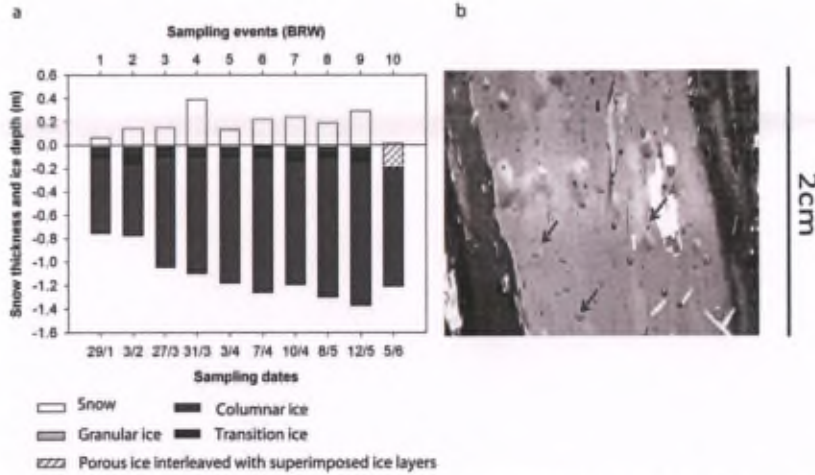 a
Sampling events (BRW)
1 2 3 4 5 6 7 8 9 10
Snow thickness and ice depth (m)
0.6
0.4
0.2
0.0
-0.2
-0.4
-0.6
-0.8
-1.0
-1.2
-1.4
-1.6
29/1 3/2 27/3 31/3 3/4 7/4 10/4 8/5 12/5 5/6
Sampling dates
Snow
Columnar ice
Granular ice
Transition ice
Porous ice interleaved with superimposed ice layers
b
2cm